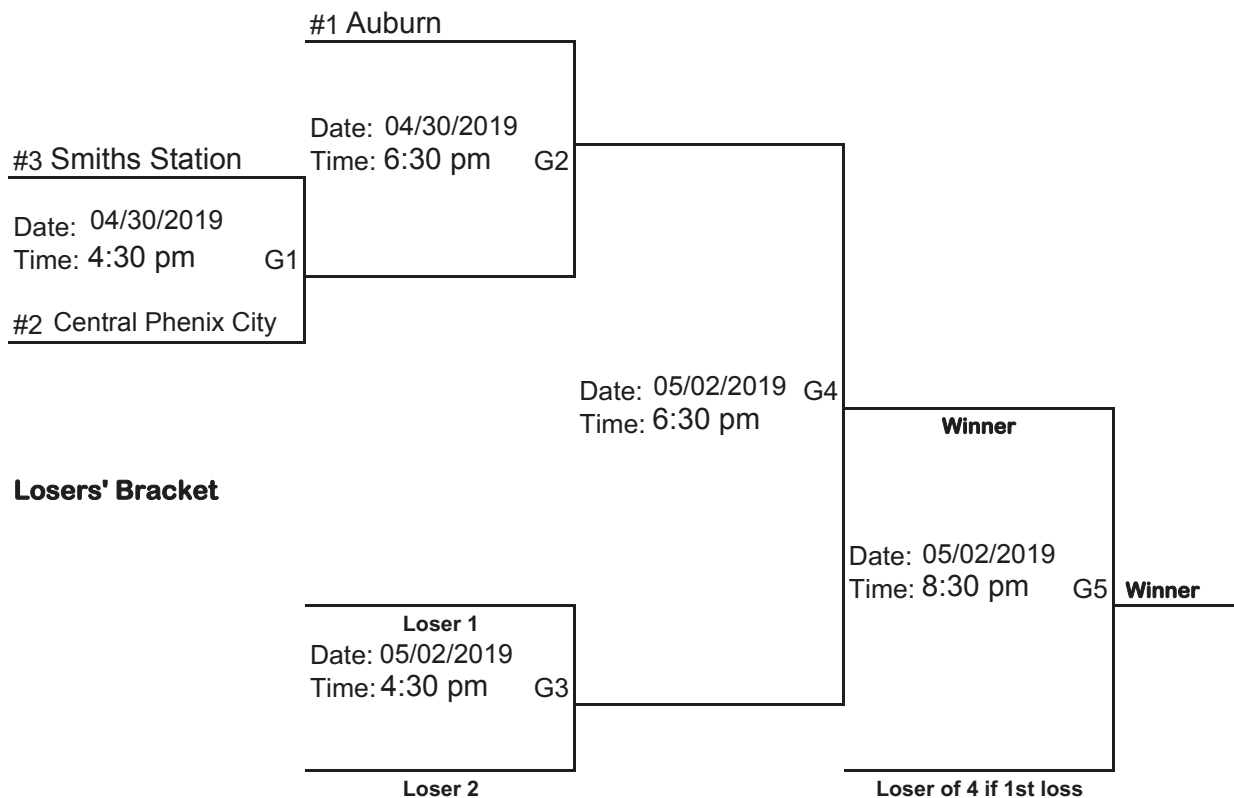 #1 Auburn
Date: 04/30/2019
Time: 6:30 pm G2
#3 Smiths Station
Date: 04/30/2019
Time: 4:30 pm G1
#2 Central Phenix City
Date: 05/02/2019 G4
Time: 6:30 pm
Winner
Losers' Bracket
Date: 05/02/2019
Time: 8:30 pm G5 Winner
Loser 1
Date: 05/02/2019
Time: 4:30 pm G3
Loser 2
Loser of 4 if 1st loss